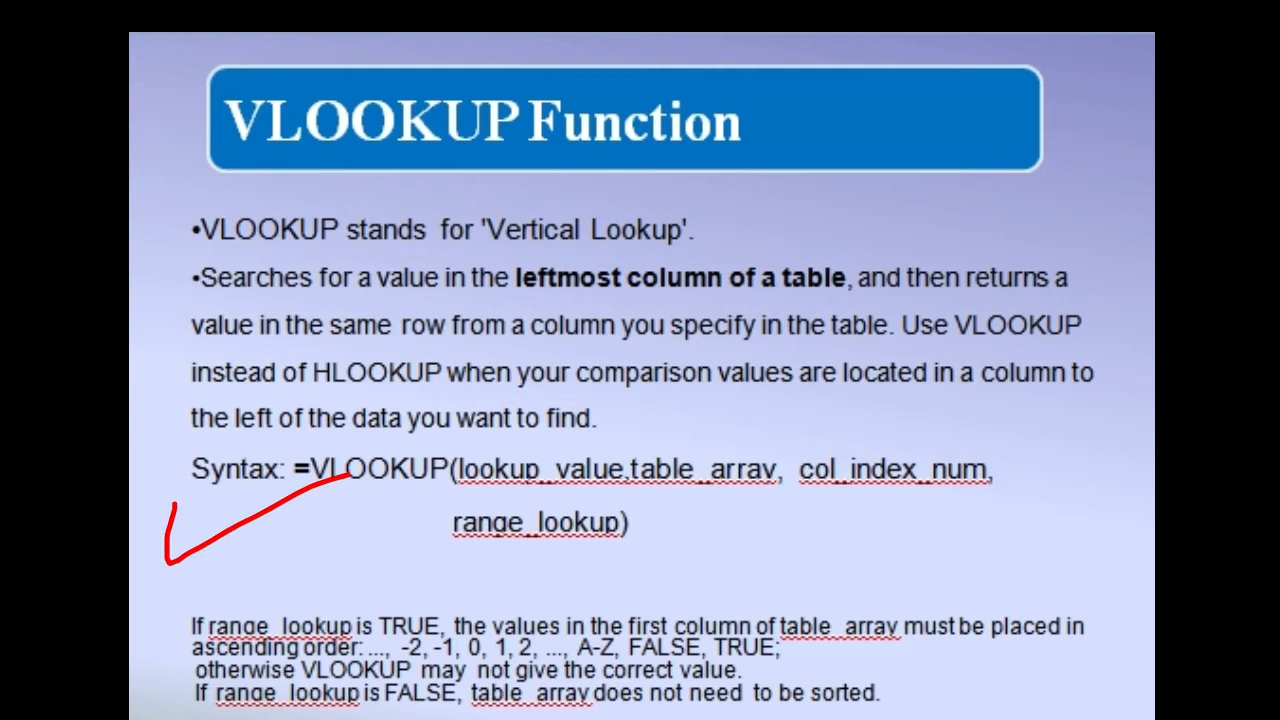 VLOOKUP Function
•VLOOKUP stands for 'Vertical Lookup'.
•Searches for a value in the leftmost column of a table, and then returns a
value in the same row from a column you specify in the table. Use VLOOKUP
instead of HLOOKUP when your comparison values are located in a column to
the left of the data you want to find.
Syntax: =VLOOKUP(lookup_value,table_array, col_index_num,
range_lookup)
If range_lookup is TRUE, the values in the first column of table_array must be placed in
ascending order: ..., -2, -1, 0, 1, 2, ..., A-Z, FALSE, TRUE;
otherwise VLOOKUP may not give the correct value.
If range_lookup is FALSE, table_array does not need to be sorted.